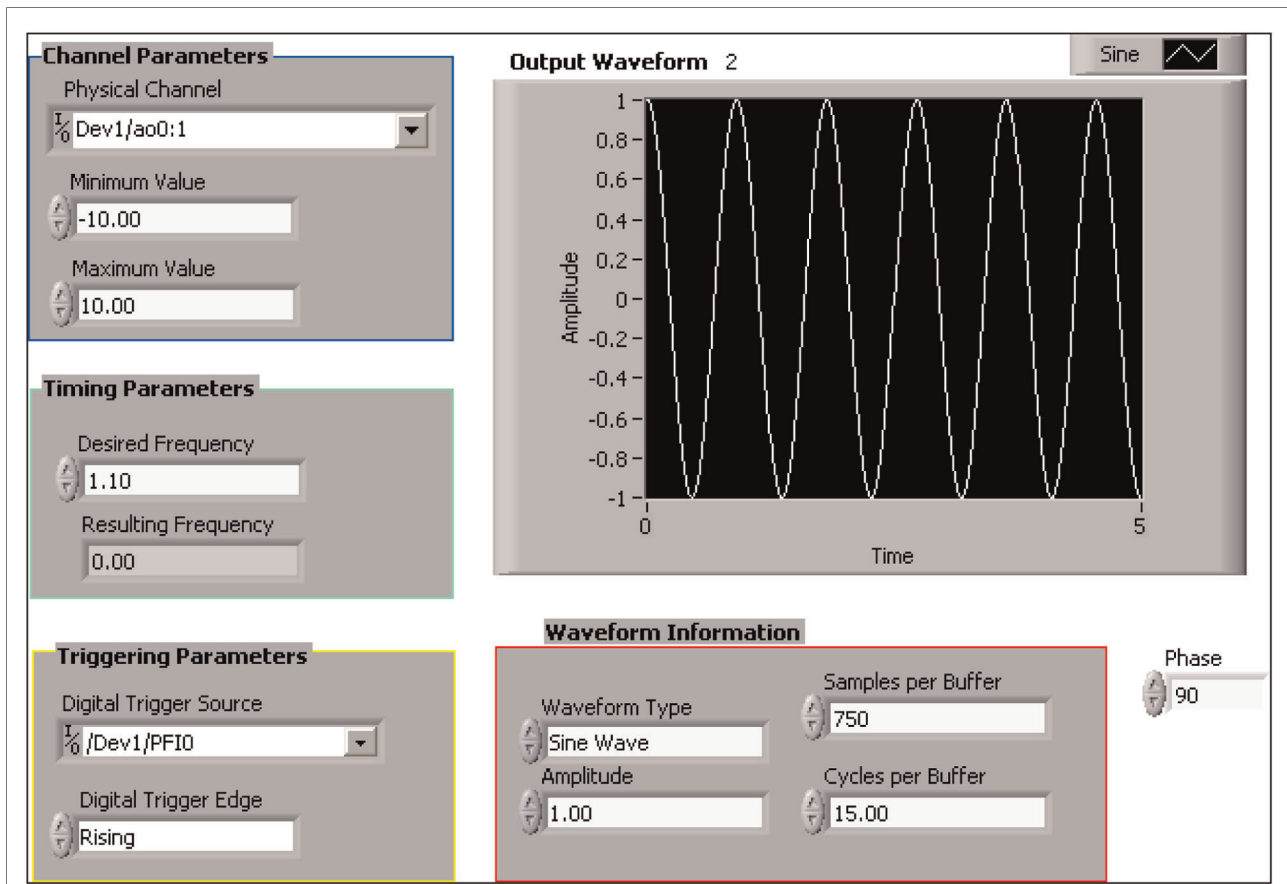 Channel Parameters
Physical Channel
I/O Dev1/ao0:1
Minimum Value
-10.00
Maximum Value
10.00
Timing Parameters
Desired Frequency
1.10
Resulting Frequency
0.00
Triggering Parameters
Digital Trigger Source
I/O /Dev1/PFI0
Digital Trigger Edge
Rising
Output Waveform 2
Sine
1
0.8
0.6
0.4
0.2
0
-0.2
-0.4
-0.6
-0.8
-1
Amplitude
0
5
Time
Waveform Information
Waveform Type
Sine Wave
Amplitude
1.00
Samples per Buffer
750
Cycles per Buffer
15.00
Phase
90